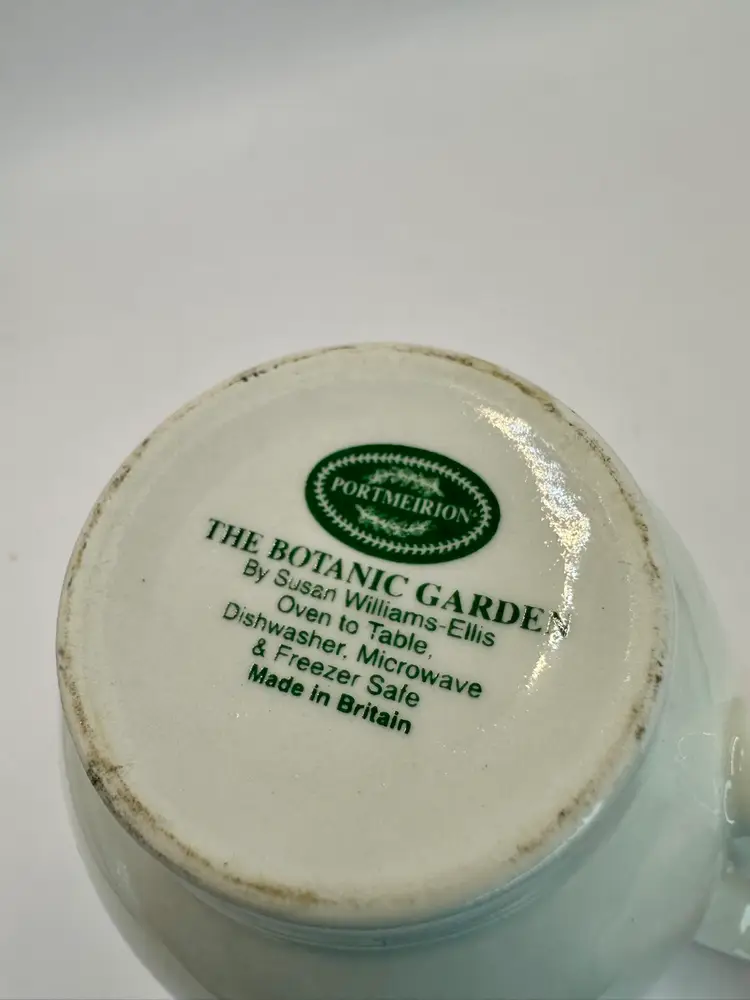 PORTMEIRION
THE BOTANIC GARDEN
By Susan Williams-Ellis
Oven to Table,
Dishwasher, Microwave
& Freezer Safe
Made in Britain